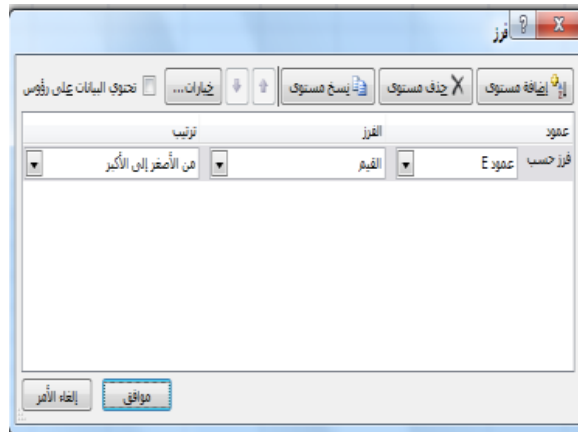 فرز
إضافة مستوى حذف مستوى نسخ مستوى خيارات... تحتوي البيانات على رؤوس
عمود الفرز ترتيب
فرز حسب عمود E القيم من الأصغر إلى الأكبر
موافق إلغاء الأمر